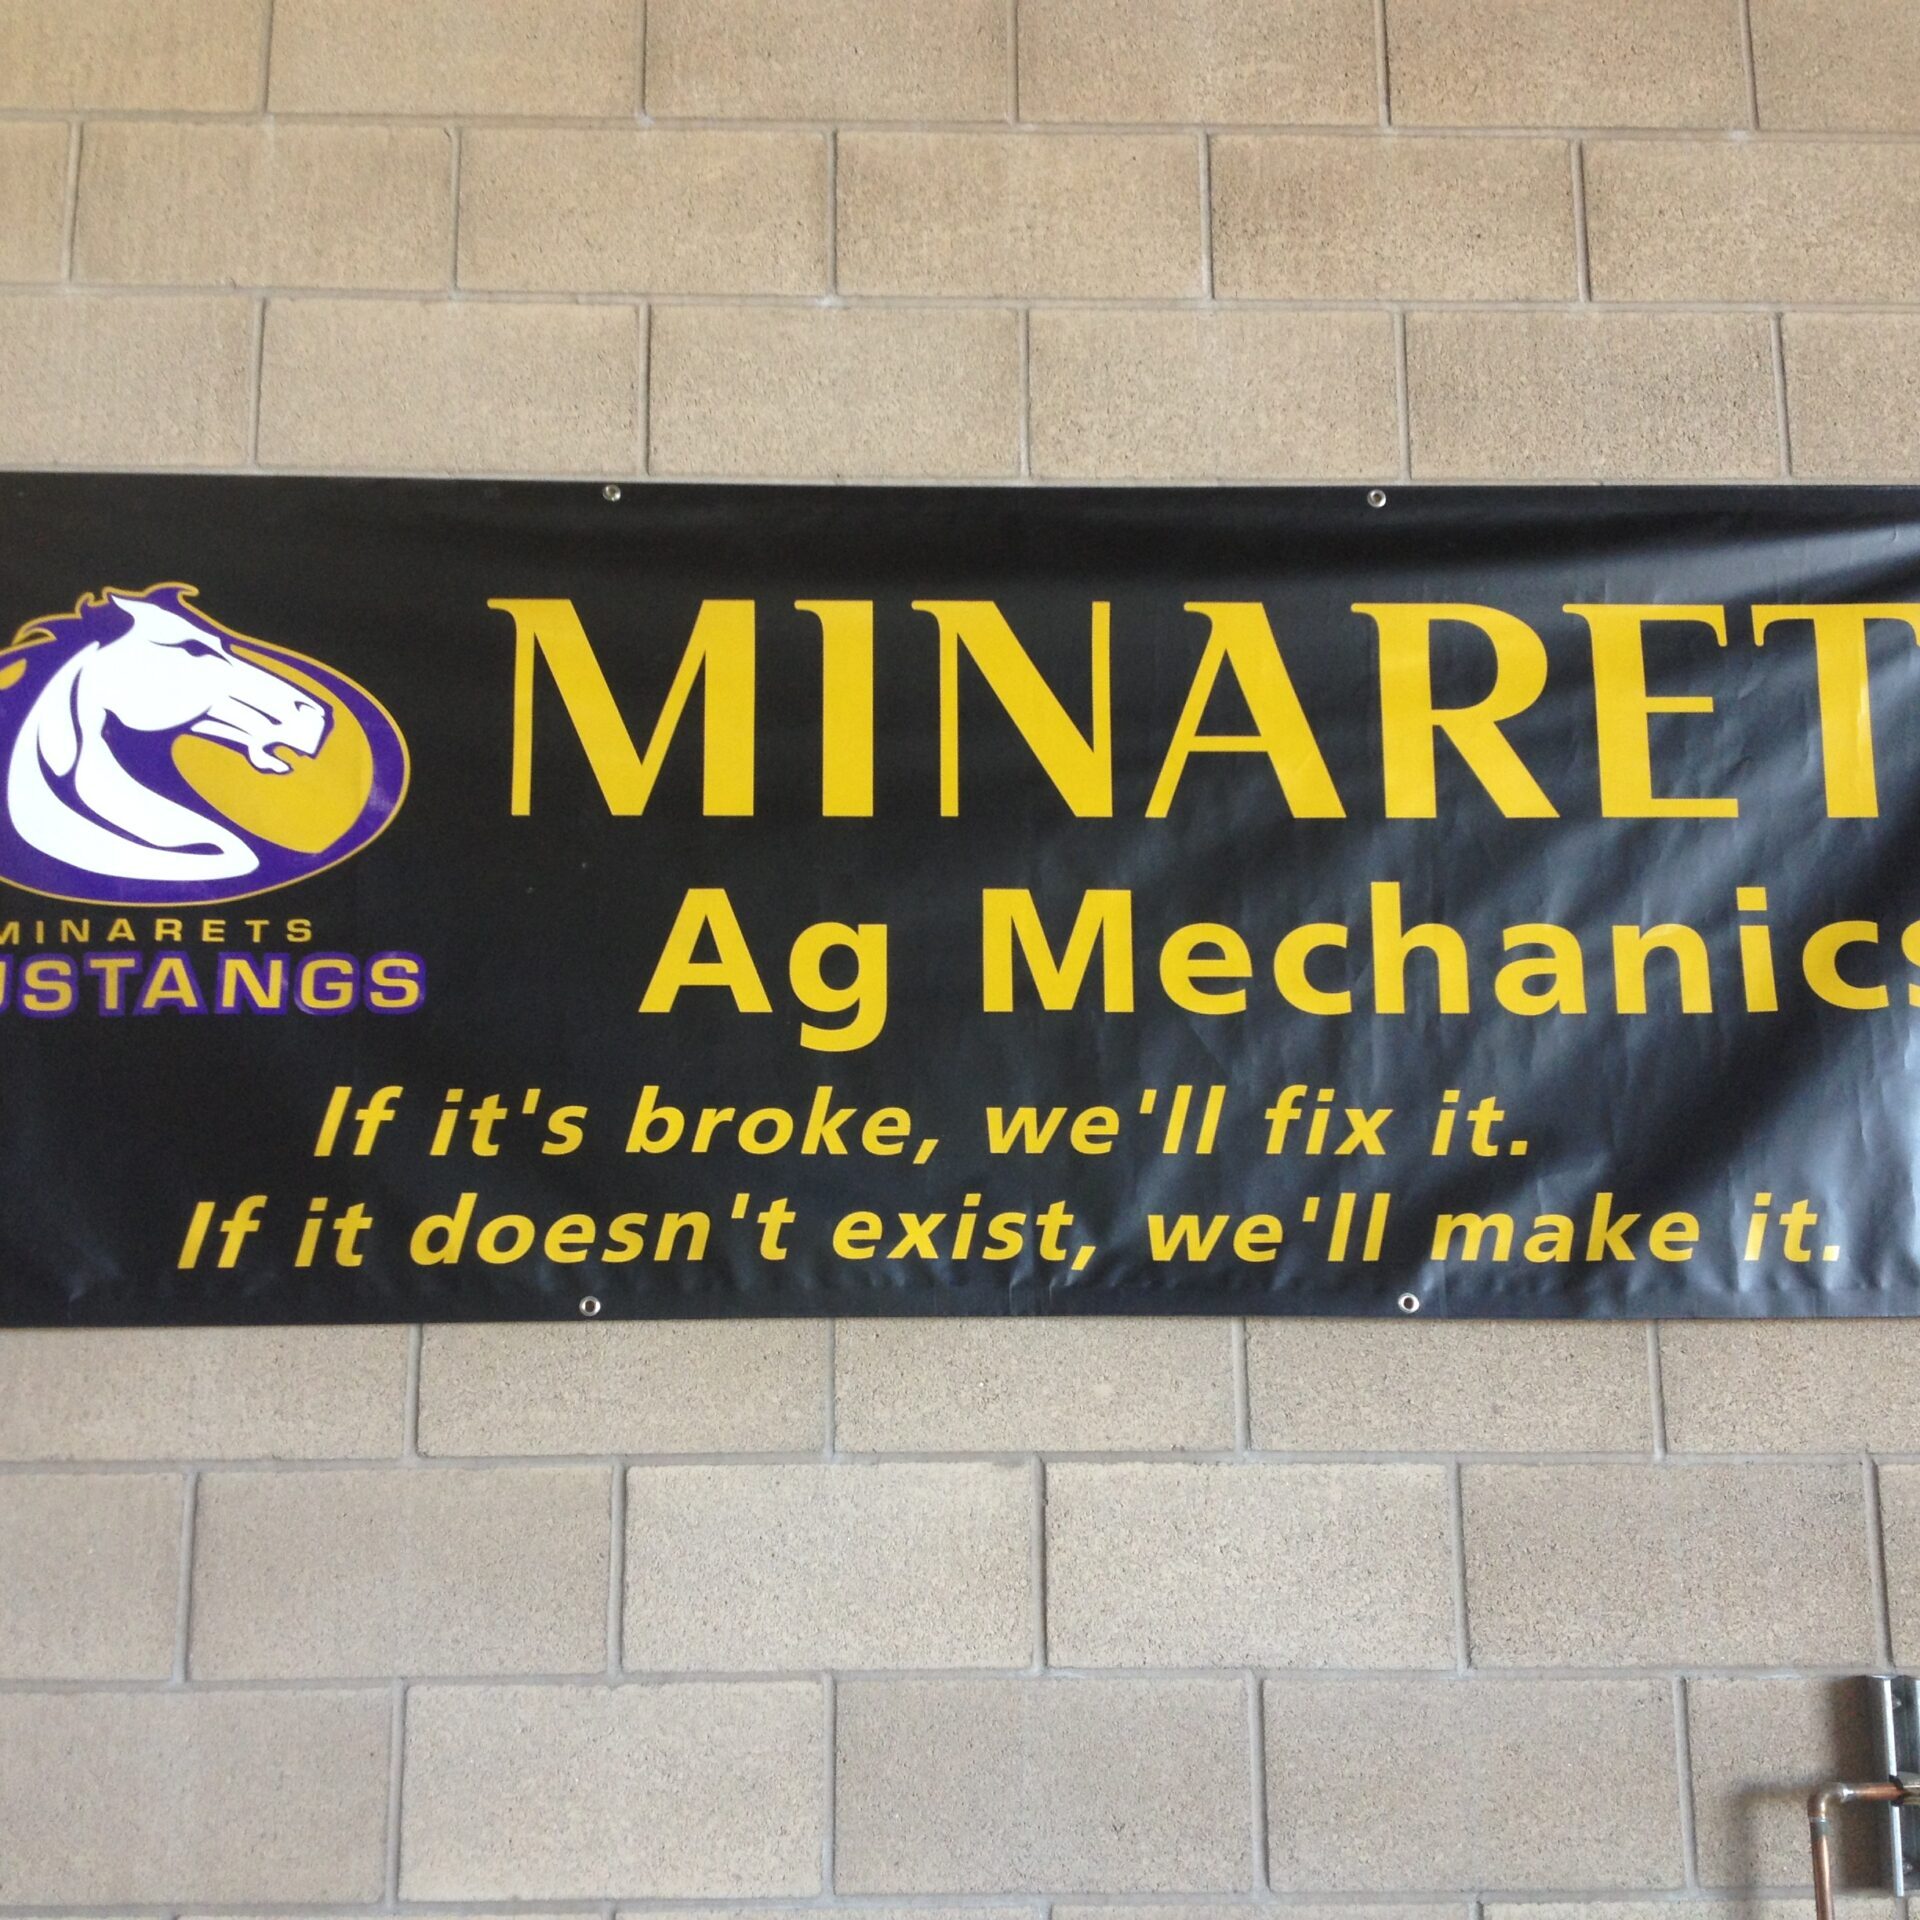 MINARET
Ag Mechanics
If it's broke, we'll fix it.
If it doesn't exist, we'll make it.
MINARETS
USTANGS